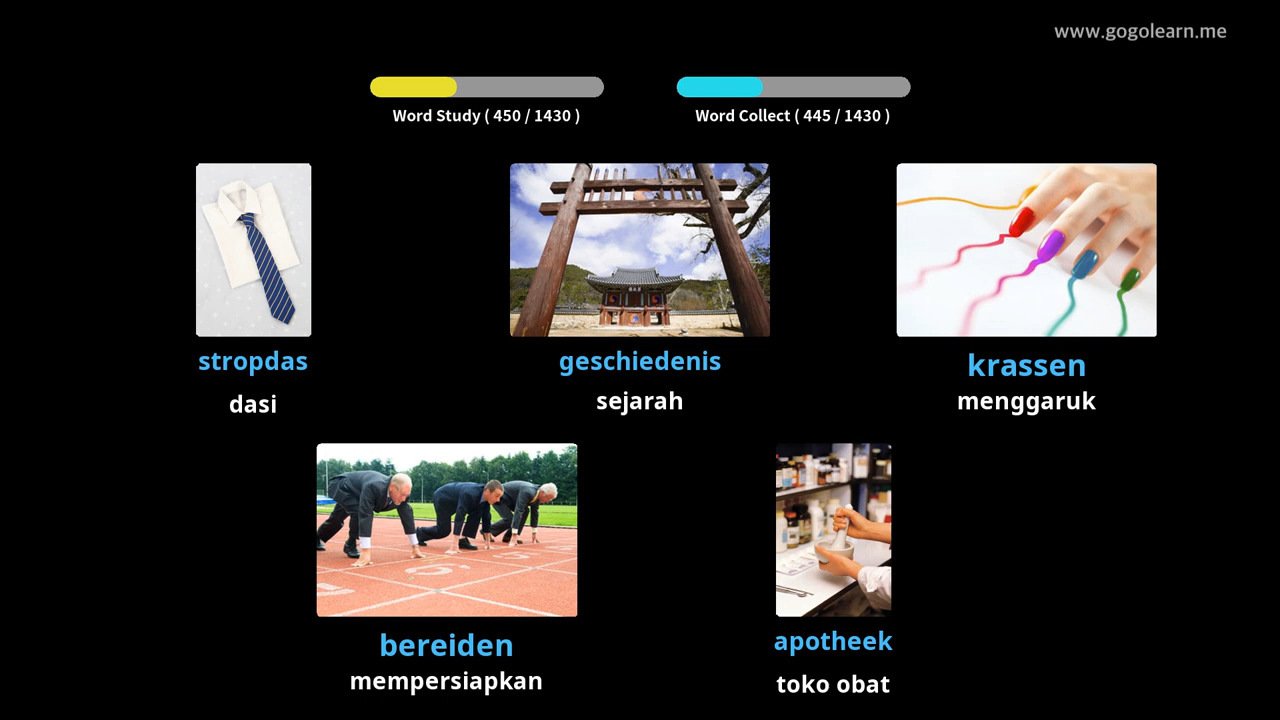 www.gogolearn.me
Word Study ( 450 / 1430 )
Word Collect ( 445 / 1430 )
stropdas
dasi
geschiedenis
sejarah
krassen
menggaruk
bereiden
mempersiapkan
apotheek
toko obat